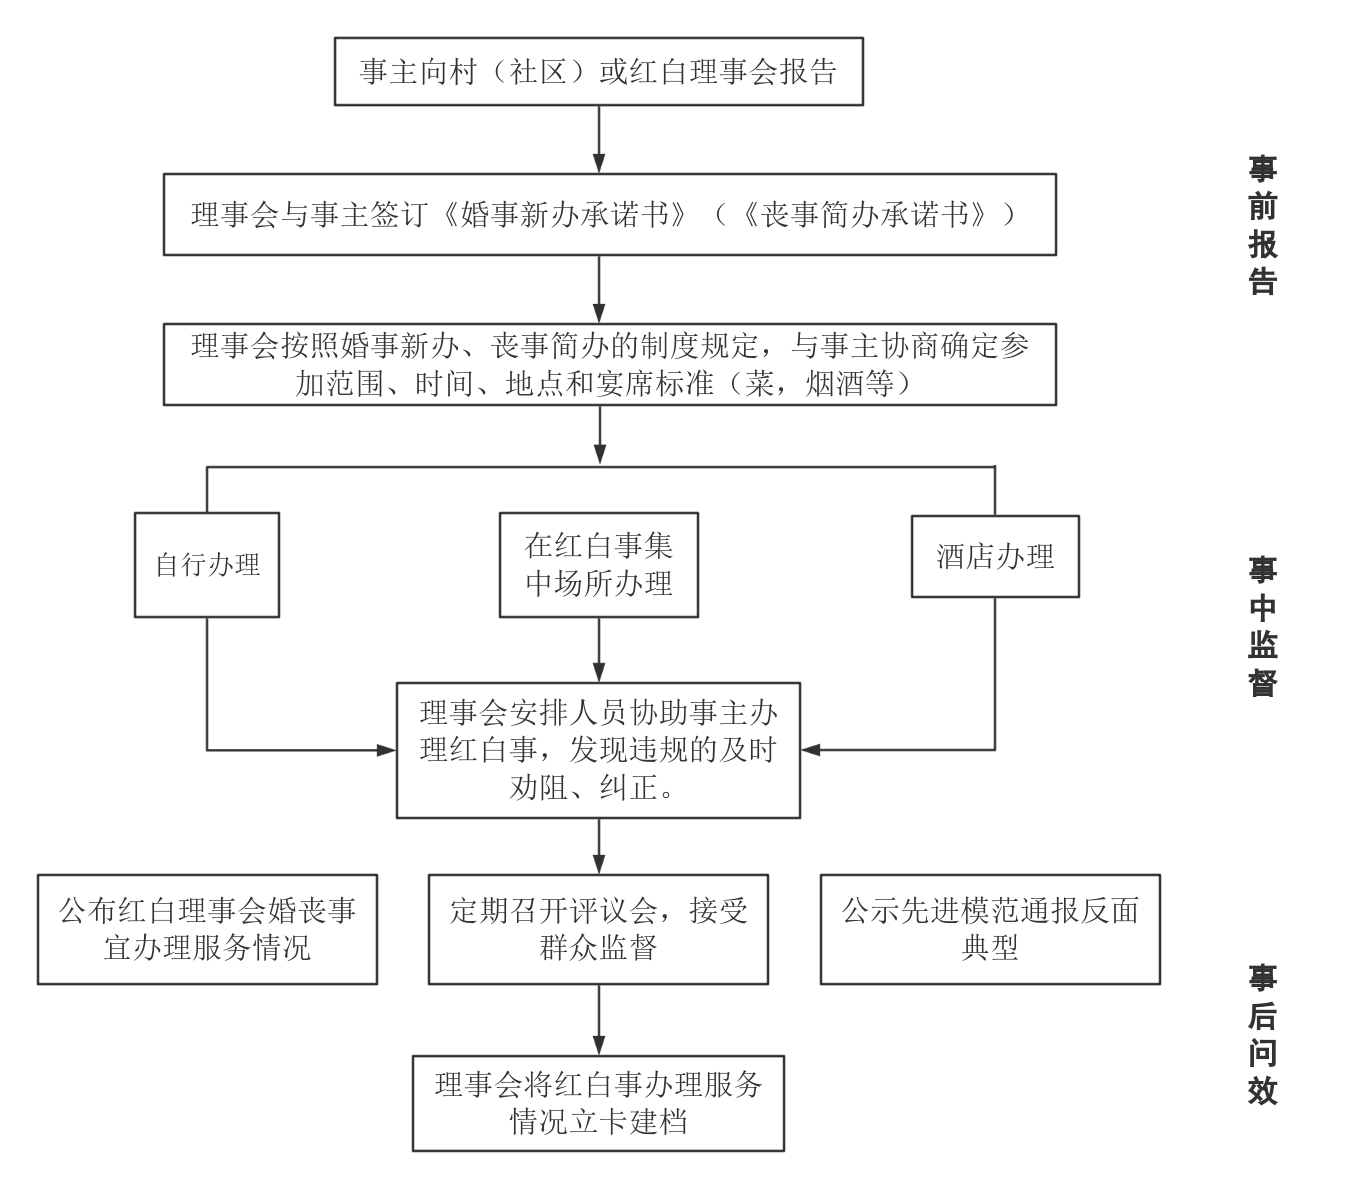 事主向村（社区）或红白理事会报告
理事会与事主签订《婚事新办承诺书》（《丧事简办承诺书》）
理事会按照婚事新办、丧事简办的制度规定，与事主协商确定参
加范围、时间、地点和宴席标准（菜，烟酒等）
事
前
报
告
自行办理
在红白事集
中场所办理
酒店办理
理事会安排人员协助事主办
理红白事，发现违规的及时
劝阻、纠正。
事
中
监
督
公布红白理事会婚丧事
宜办理服务情况
定期召开评议会，接受
群众监督
公示先进模范通报反面
典型
理事会将红白事办理服务
情况立卡建档
事
后
问
效